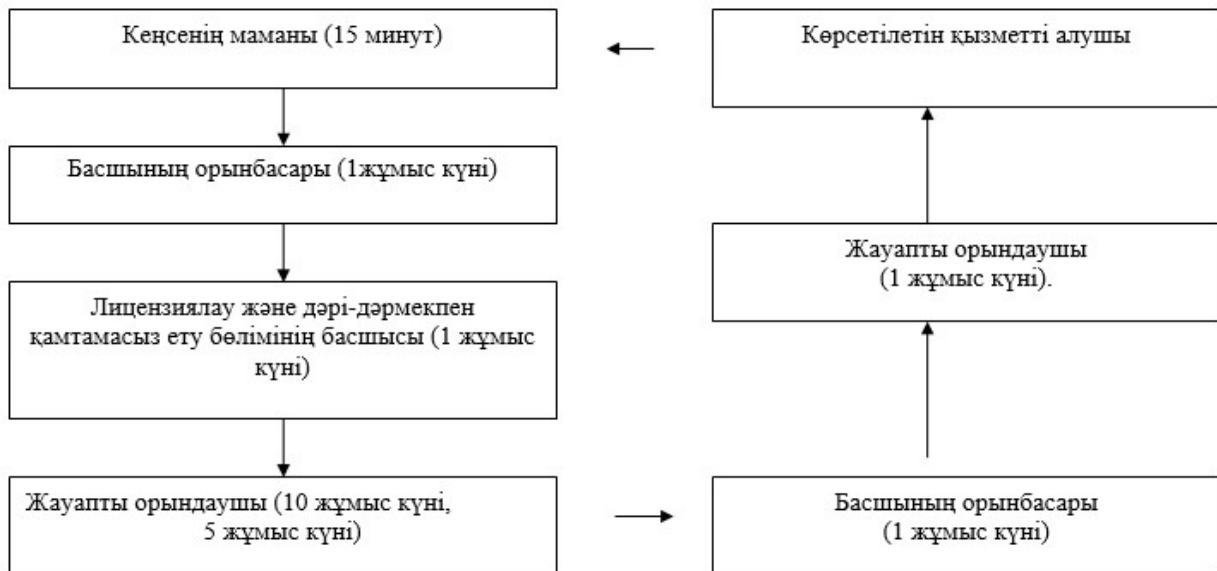 Кеңсенің маманы (15 минут)
Көрсетілетін қызметті алушы
Басшының орынбасары (1жұмыс күні)
Жауапты орындаушы
(1 жұмыс күні).
Лицензиялау және дәрі-дәрмекпен
қамтамасыз ету бөлімінің басшысы (1 жұмыс
күні)
Жауапты орындаушы (10 жұмыс күні,
5 жұмыс күні)
Басшының орынбасары
(1 жұмыс күні)